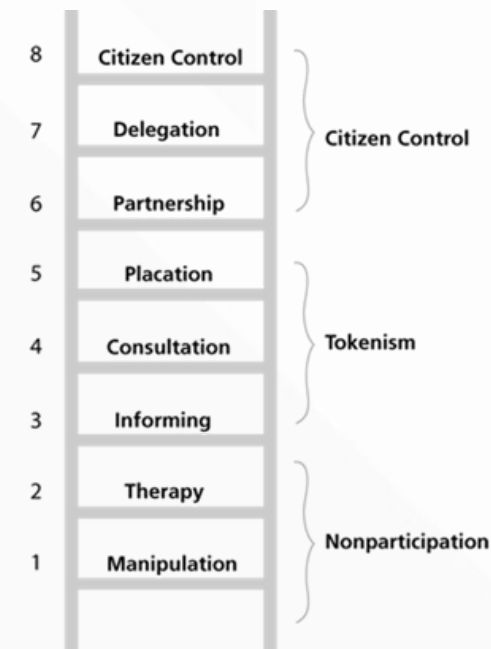 8 Citizen Control
7 Delegation
Citizen Control
6 Partnership
5 Placation
4 Consultation
Tokenism
3 Informing
2 Therapy
Nonparticipation
1 Manipulation